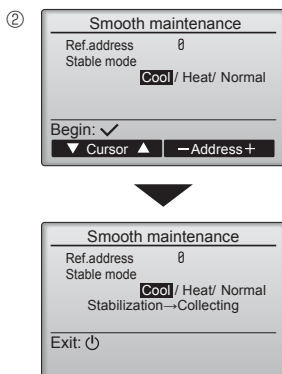 ②
Smooth maintenance
Ref.address 0
Stable mode
Cool / Heat/ Normal
Begin: ✓
▼ Cursor ▲ −Address+
Smooth maintenance
Ref.address 0
Stable mode
Cool / Heat/ Normal
Stabilization→Collecting
Exit: ⏻